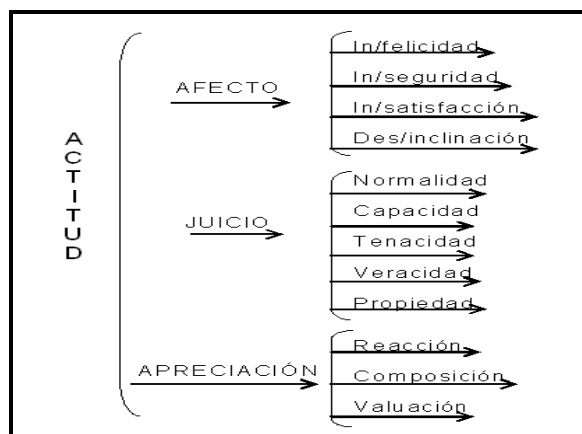 ACTITUD
AFECTO
In/felicidad
In/seguridad
In/satisfacción
Des/inclinación
JUICIO
Normalidad
Capacidad
Tenacidad
Veracidad
Propiedad
APRECIACIÓN
Reacción
Composición
Valuación